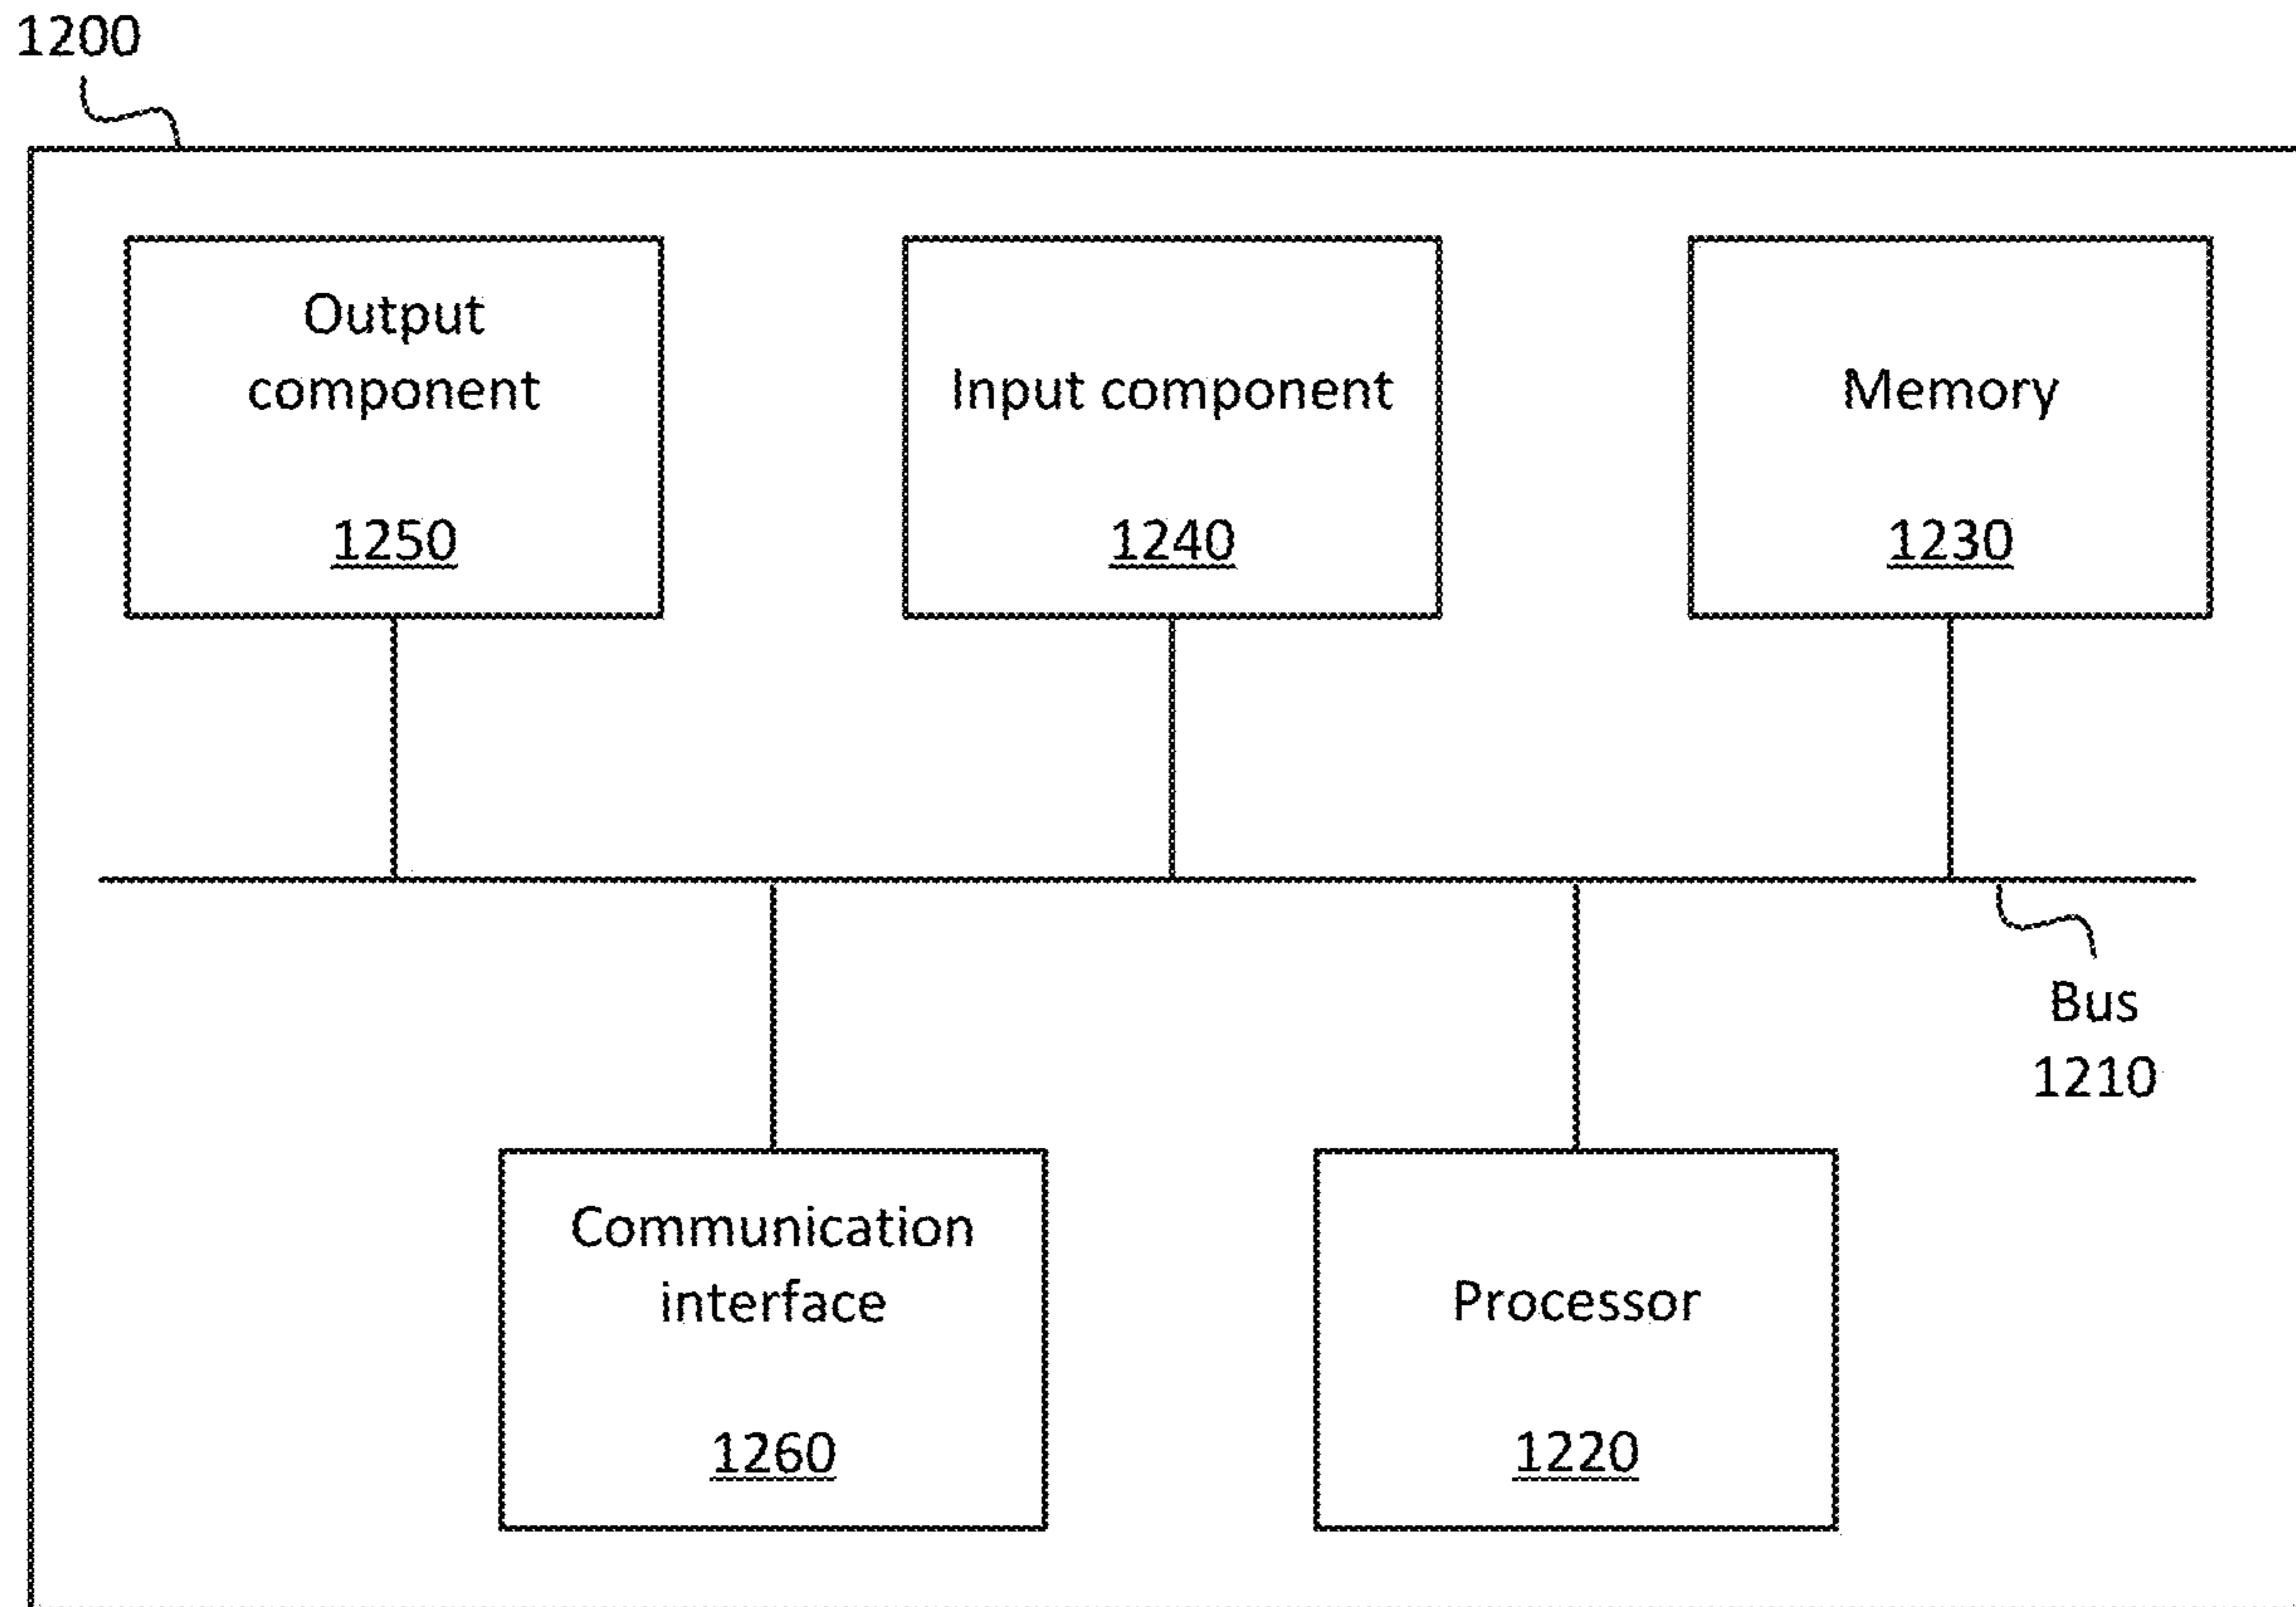 1200
Output
component
1250
Input component
1240
Memory
1230
Bus
1210
Communication
interface
1260
Processor
1220